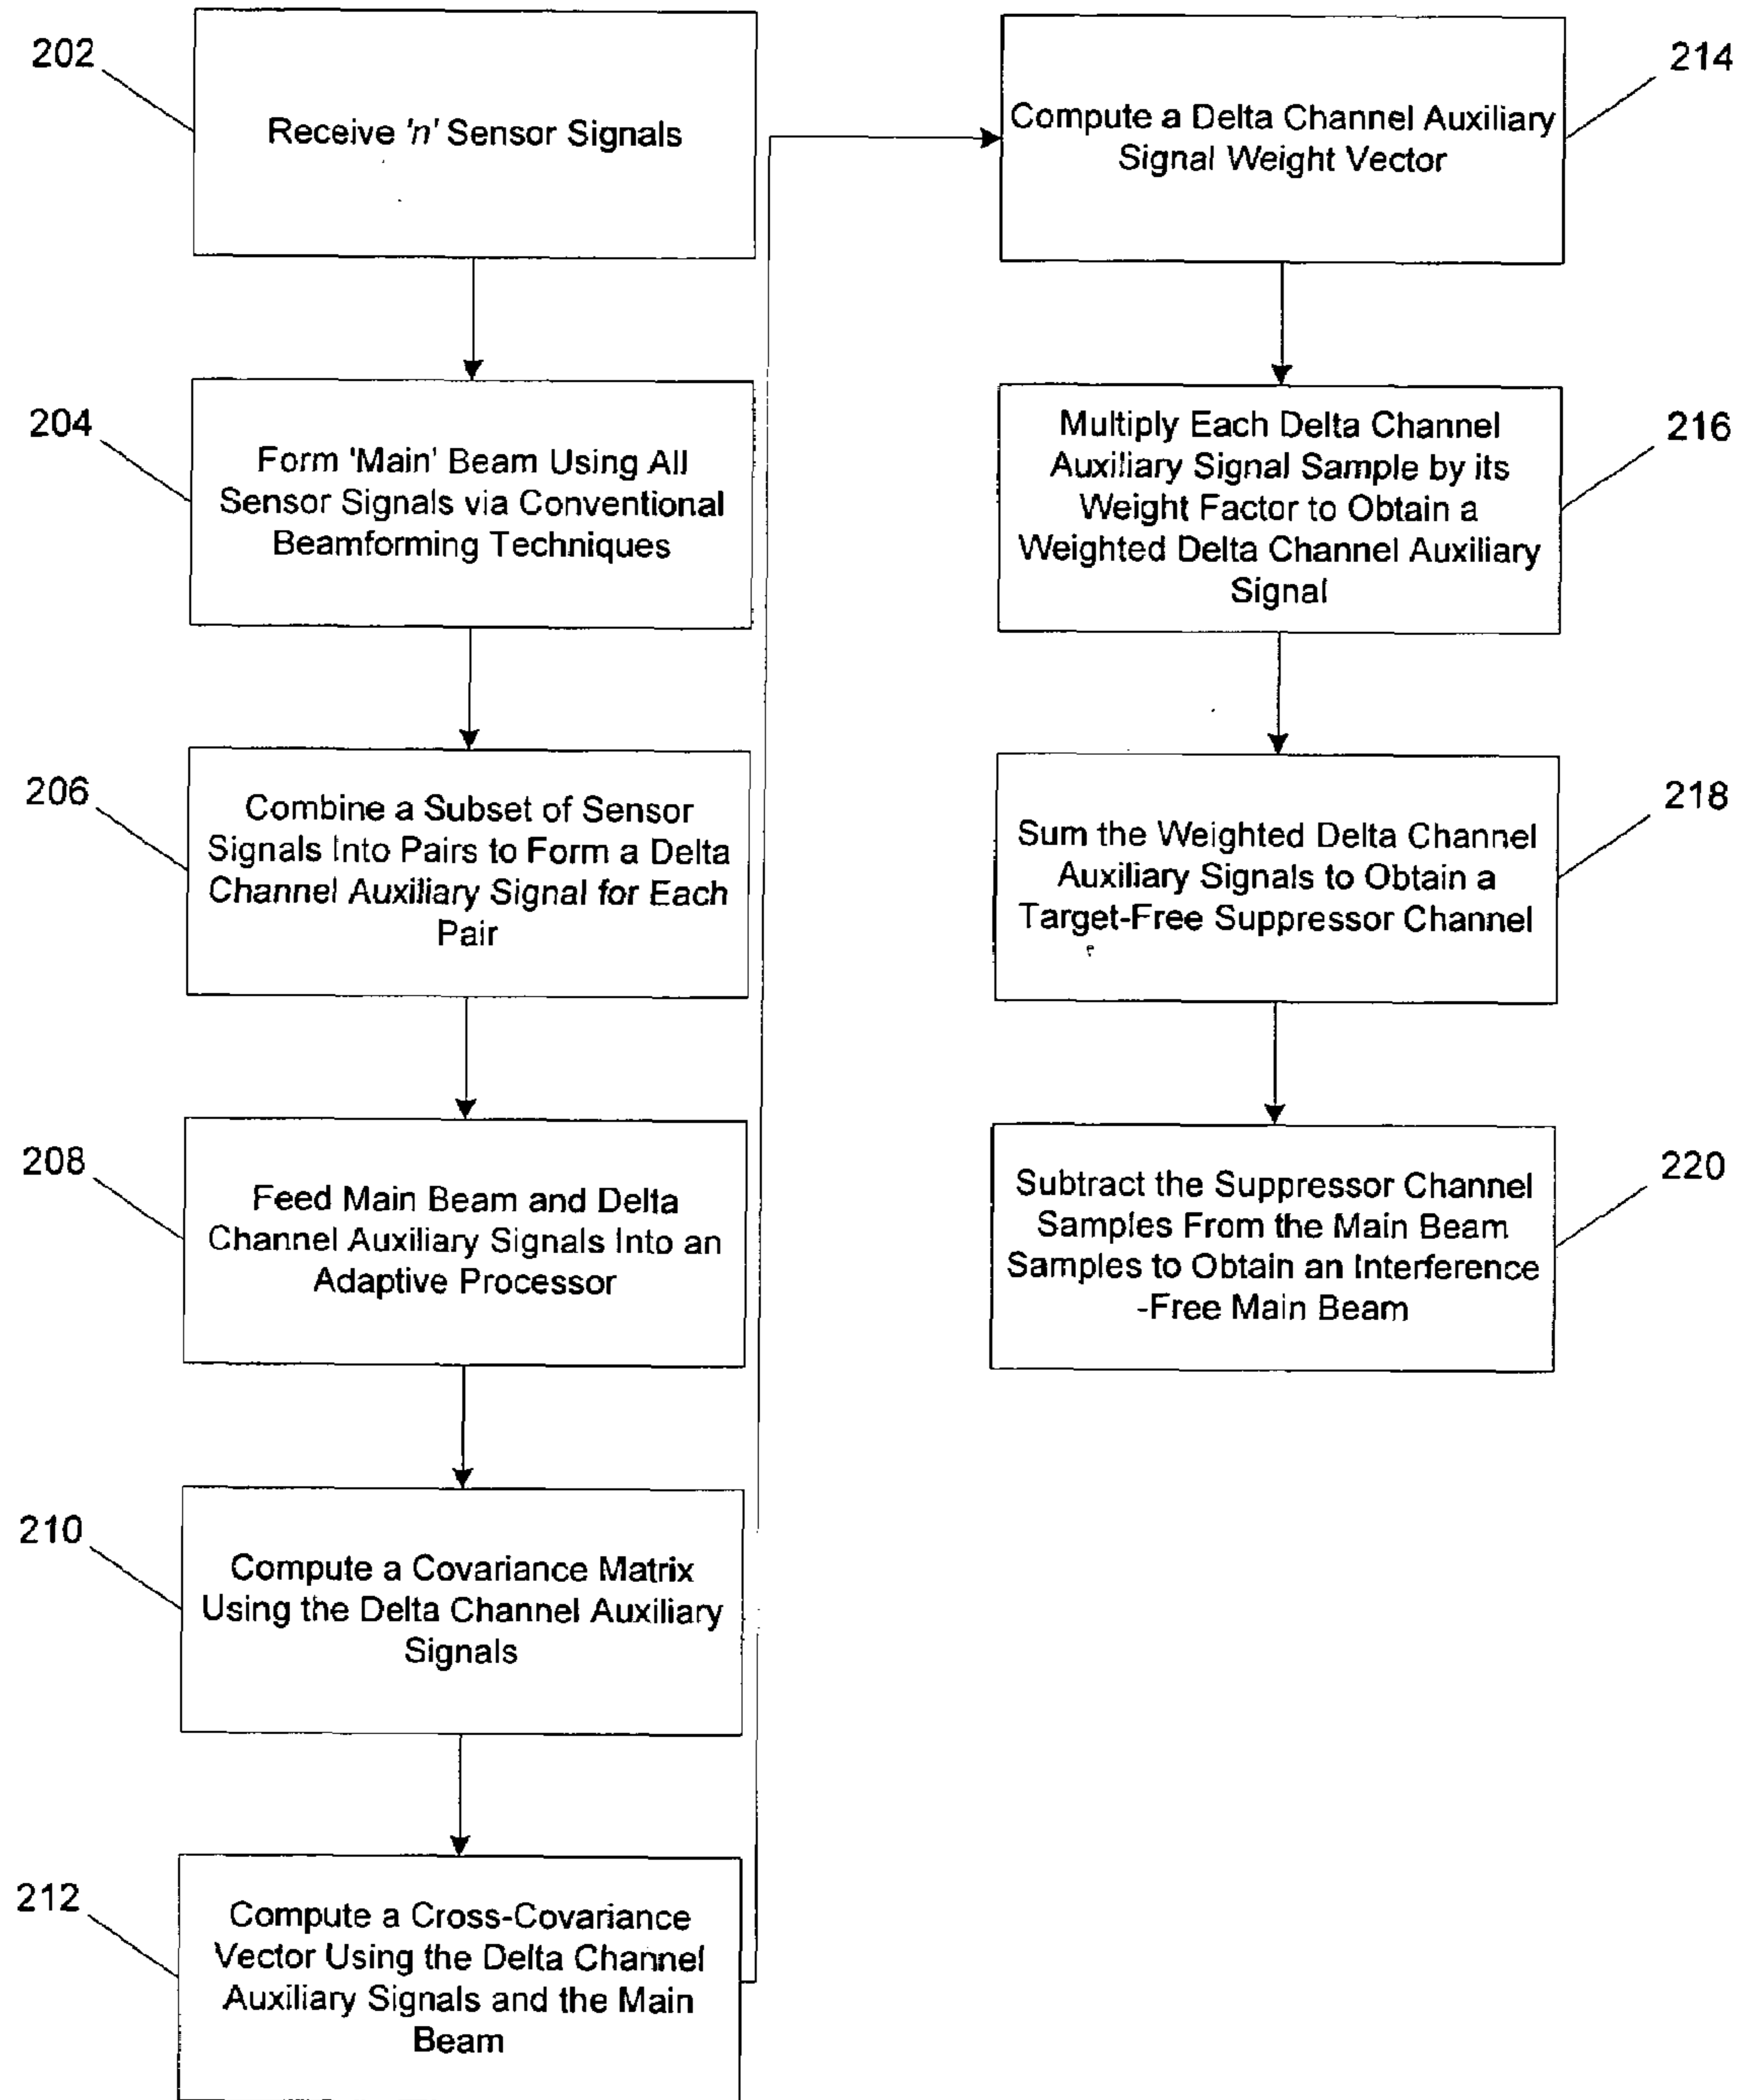 202
Receive 'n' Sensor Signals
204
Form 'Main' Beam Using All
Sensor Signals via Conventional
Beamforming Techniques
206
Combine a Subset of Sensor
Signals Into Pairs to Form a Delta
Channel Auxiliary Signal for Each
Pair
208
Feed Main Beam and Delta
Channel Auxiliary Signals Into an
Adaptive Processor
210
Compute a Covariance Matrix
Using the Delta Channel Auxiliary
Signals
212
Compute a Cross-Covariance
Vector Using the Delta Channel
Auxiliary Signals and the Main
Beam
214
Compute a Delta Channel Auxiliary
Signal Weight Vector
216
Multiply Each Delta Channel
Auxiliary Signal Sample by its
Weight Factor to Obtain a
Weighted Delta Channel Auxiliary
Signal
218
Sum the Weighted Delta Channel
Auxiliary Signals to Obtain a
Target-Free Suppressor Channel
220
Subtract the Suppressor Channel
Samples From the Main Beam
Samples to Obtain an Interference
-Free Main Beam